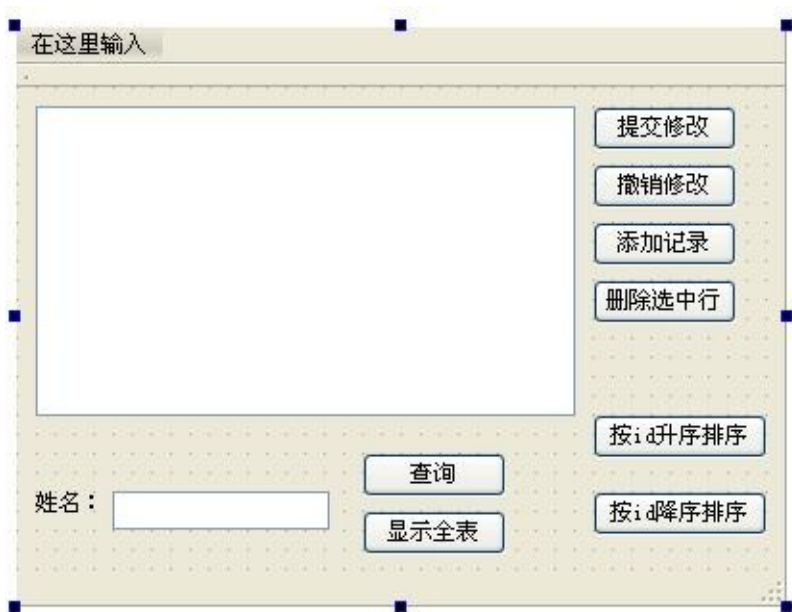 在这里输入
提交修改
撤销修改
添加记录
删除选中行
按id升序排序
查询
姓名：
按id降序排序
显示全表